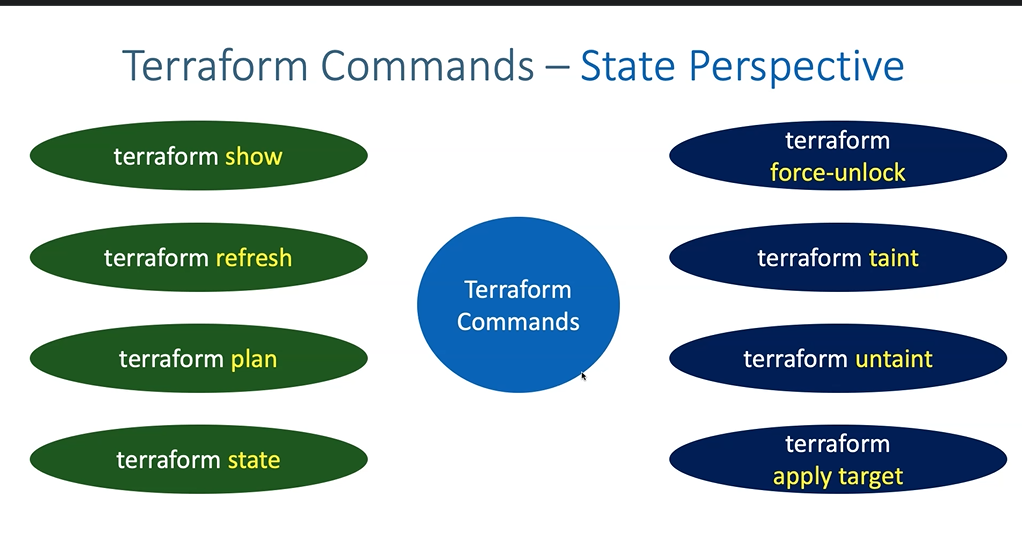 Terraform Commands – State Perspective
terraform show
terraform refresh
terraform plan
terraform state
Terraform
Commands
terraform
force-unlock
terraform taint
terraform untaint
terraform
apply target